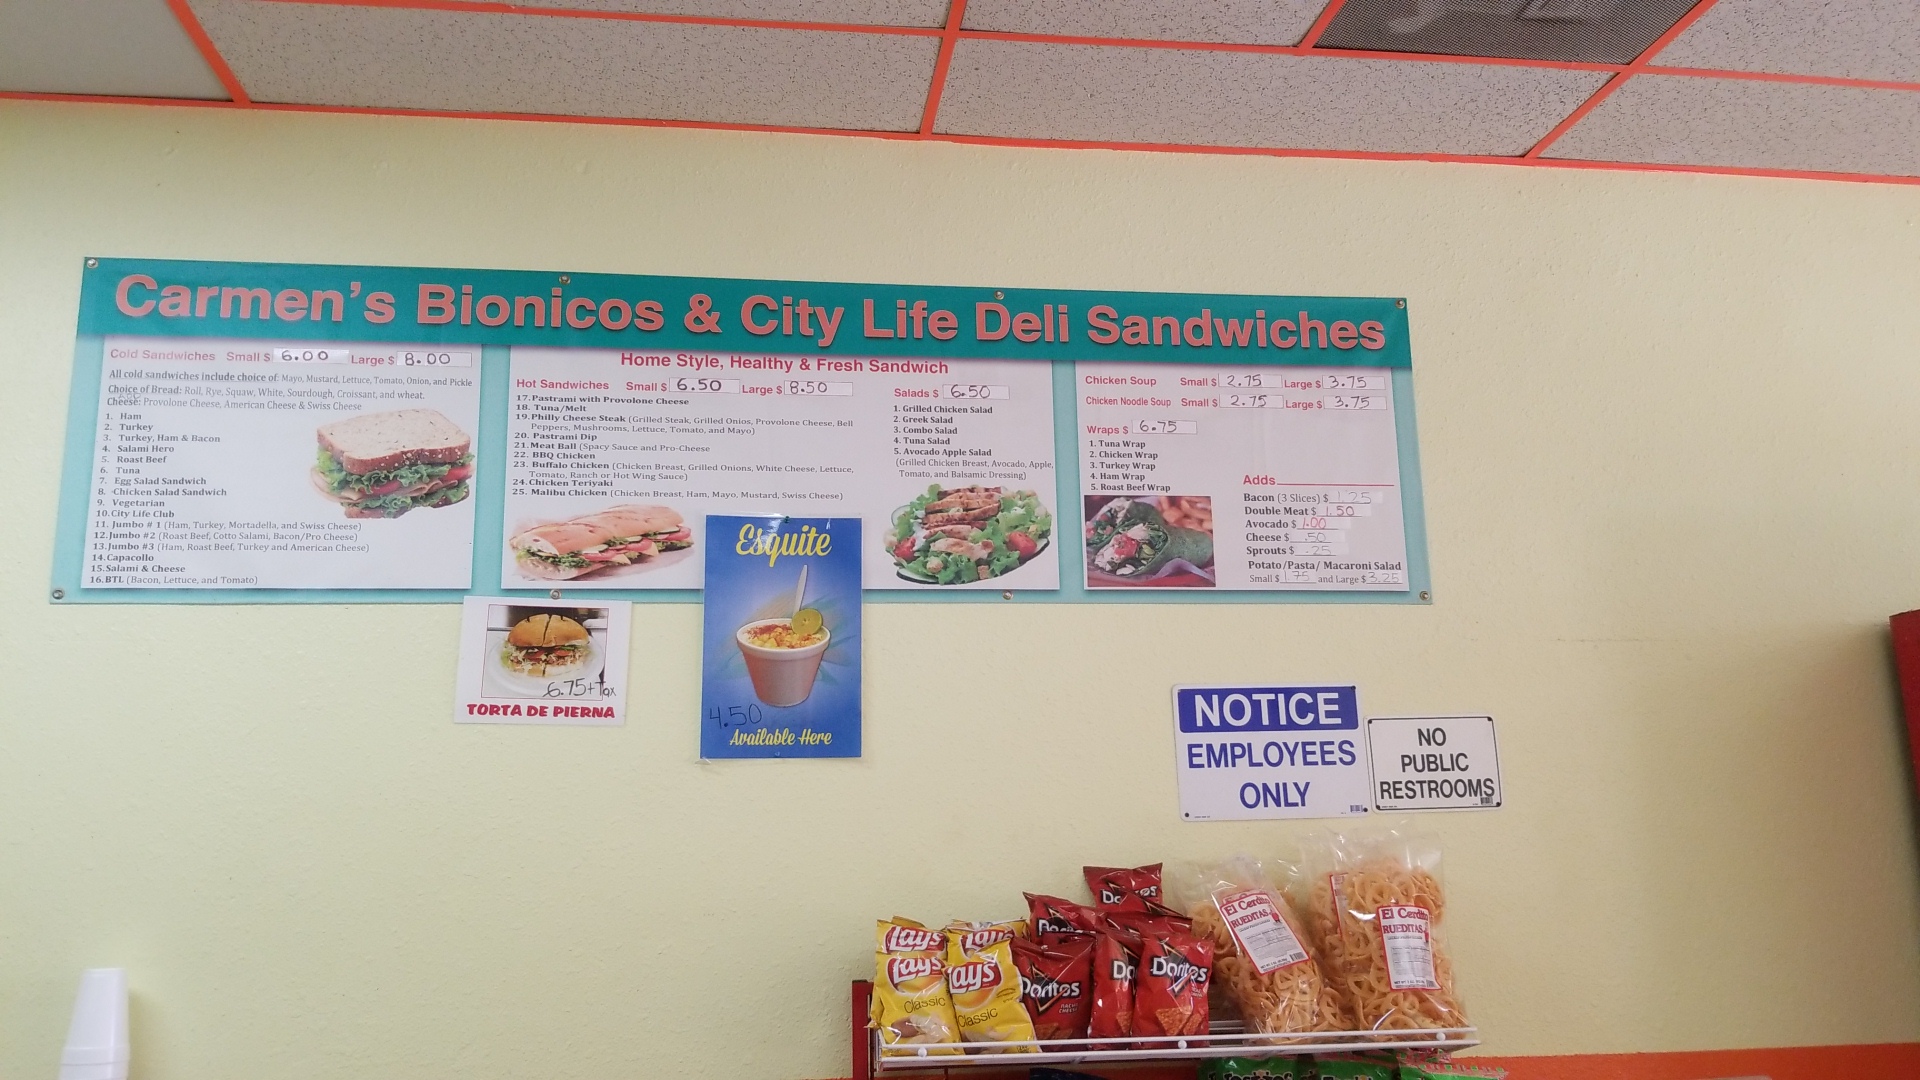 Carmen's Bionicos & City Life Deli Sandwiches
Cold Sandwiches Small $ 6.00 Large $ 8.00
All cold sandwiches include choice of: Mayo, Mustard, Lettuce, Tomato, Onion, and Pickle
Choice of Bread: Roll, Rye, Squaw, White, Sourdough, Croissant, and wheat.
Cheese: Provolone Cheese, American Cheese & Swiss Cheese
1. Ham
2. Turkey
3. Turkey, Ham & Bacon
4. Salami Hero
5. Roast Beef
6. Tuna
7. Egg Salad Sandwich
8. Chicken Salad Sandwich
9. Vegetarian
10. City Life Club
11. Jumbo # 1 (Ham, Turkey, Mortadella, and Swiss Cheese)
12. Jumbo #2 (Roast Beef, Cotto Salami, Bacon/Pro Cheese)
13. Jumbo #3 (Ham, Roast Beef, Turkey and American Cheese)
14. Capacollo
15. Salami & Cheese
16. BTL (Bacon, Lettuce, and Tomato)
Home Style, Healthy & Fresh Sandwich
Hot Sandwiches Small $ 6.50 Large $ 8.50
17. Pastrami with Provolone Cheese
18. Tuna/Melt
19. Philly Cheese Steak (Grilled Steak, Grilled Onios, Provolone Cheese, Bell
Peppers, Mushrooms, Lettuce, Tomato, and Mayo)
20. Pastrami Dip
21. Meat Ball (Spacy Sauce and Pro-Cheese
22. BBQ Chicken
23. Buffalo Chicken (Chicken Breast, Grilled Onions, White Cheese, Lettuce,
Tomato, Ranch or Hot Wing Sauce)
24. Chicken Teriyaki
25. Malibu Chicken (Chicken Breast, Ham, Mayo, Mustard, Swiss Cheese)
Salads $ 6.50
1. Grilled Chicken Salad
2. Greek Salad
3. Combo Salad
4. Tuna Salad
5. Avocado Apple Salad
(Grilled Chicken Breast, Avocado, Apple,
Tomato, and Balsamic Dressing)
Chicken Soup Small $ 2.75 Large $ 3.75
Chicken Noodle Soup Small $ 2.75 Large $ 3.75
Wraps $ 6.75
1. Tuna Wrap
2. Chicken Wrap
3. Turkey Wrap
4. Ham Wrap
5. Roast Beef Wrap
Adds
Bacon (3 Slices) $ 1.25
Double Meat $ 1.50
Avocado $ 1.00
Cheese $ .50
Sprouts $ .25
Potato/Pasta/ Macaroni Salad
Small $ 1.75 and Large $ 3.25
6.75+Tax
TORTA DE PIERNA
Esquite
4.50
Available Here
NOTICE
EMPLOYEES
ONLY
NO
PUBLIC
RESTROOMS
Lay's
Lay's
Classic
Lay's
Lay's
Classic
Doritos
Doritos
Doritos
NACHO
CHEESE
Doritos
El Cerdito
RUEDITAS
El Cerdito
RUEDITAS